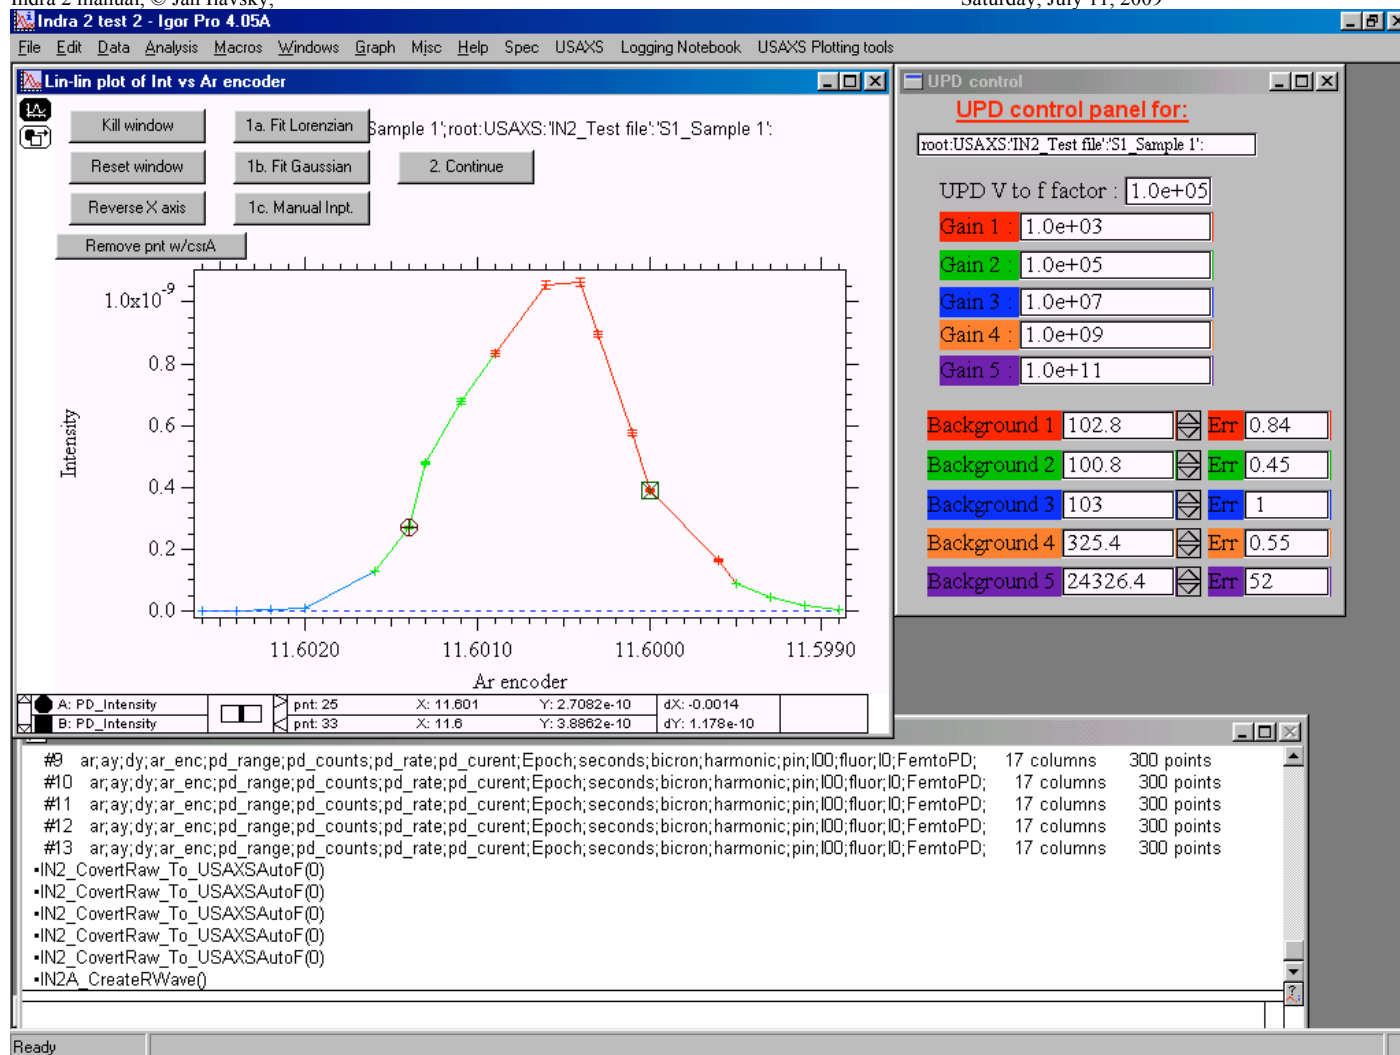 Indra 2 manual, © Jan Ilavsky, Saturday, July 11, 2009
Indra 2 test 2 - Igor Pro 4.05A
File Edit Data Analysis Macros Windows Graph Misc Help Spec USAXS Logging Notebook USAXS Plotting tools
Lin-lin plot of Int vs Ar encoder
Kill window 1a. Fit Lorenzian Sample 1';root:USAXS:'IN2_Test file':'S1_Sample 1':
Reset window 1b. Fit Gaussian 2. Continue
Reverse X axis 1c. Manual Inpt.
Remove pnt w/csrA
1.0x10-9
0.8
0.6
0.4
0.2
0.0
Intensity
11.6020 11.6010 11.6000 11.5990
Ar encoder
A: PD_Intensity pnt: 25 X: 11.601 Y: 2.7082e-10 dX: -0.0014
B: PD_Intensity pnt: 33 X: 11.6 Y: 3.8862e-10 dY: 1.178e-10
UPD control
UPD control panel for:
root:USAXS:'IN2_Test file':'S1_Sample 1':
UPD V to f factor : 1.0e+05
Gain 1 : 1.0e+03
Gain 2 : 1.0e+05
Gain 3 : 1.0e+07
Gain 4 : 1.0e+09
Gain 5 : 1.0e+11
Background 1 102.8 Err 0.84
Background 2 100.8 Err 0.45
Background 3 103 Err 1
Background 4 325.4 Err 0.55
Background 5 24326.4 Err 52
#9 ar;ay;dy;ar_enc;pd_range;pd_counts;pd_rate;pd_curent;Epoch;seconds;bicron;harmonic;pin;I00;fluor;I0;FemtoPD; 17 columns 300 points
#10 ar;ay;dy;ar_enc;pd_range;pd_counts;pd_rate;pd_curent;Epoch;seconds;bicron;harmonic;pin;I00;fluor;I0;FemtoPD; 17 columns 300 points
#11 ar;ay;dy;ar_enc;pd_range;pd_counts;pd_rate;pd_curent;Epoch;seconds;bicron;harmonic;pin;I00;fluor;I0;FemtoPD; 17 columns 300 points
#12 ar;ay;dy;ar_enc;pd_range;pd_counts;pd_rate;pd_curent;Epoch;seconds;bicron;harmonic;pin;I00;fluor;I0;FemtoPD; 17 columns 300 points
#13 ar;ay;dy;ar_enc;pd_range;pd_counts;pd_rate;pd_curent;Epoch;seconds;bicron;harmonic;pin;I00;fluor;I0;FemtoPD; 17 columns 300 points
•IN2_CovertRaw_To_USAXSAutoF(0)
•IN2_CovertRaw_To_USAXSAutoF(0)
•IN2_CovertRaw_To_USAXSAutoF(0)
•IN2_CovertRaw_To_USAXSAutoF(0)
•IN2_CovertRaw_To_USAXSAutoF(0)
•IN2A_CreateRWave()
Ready